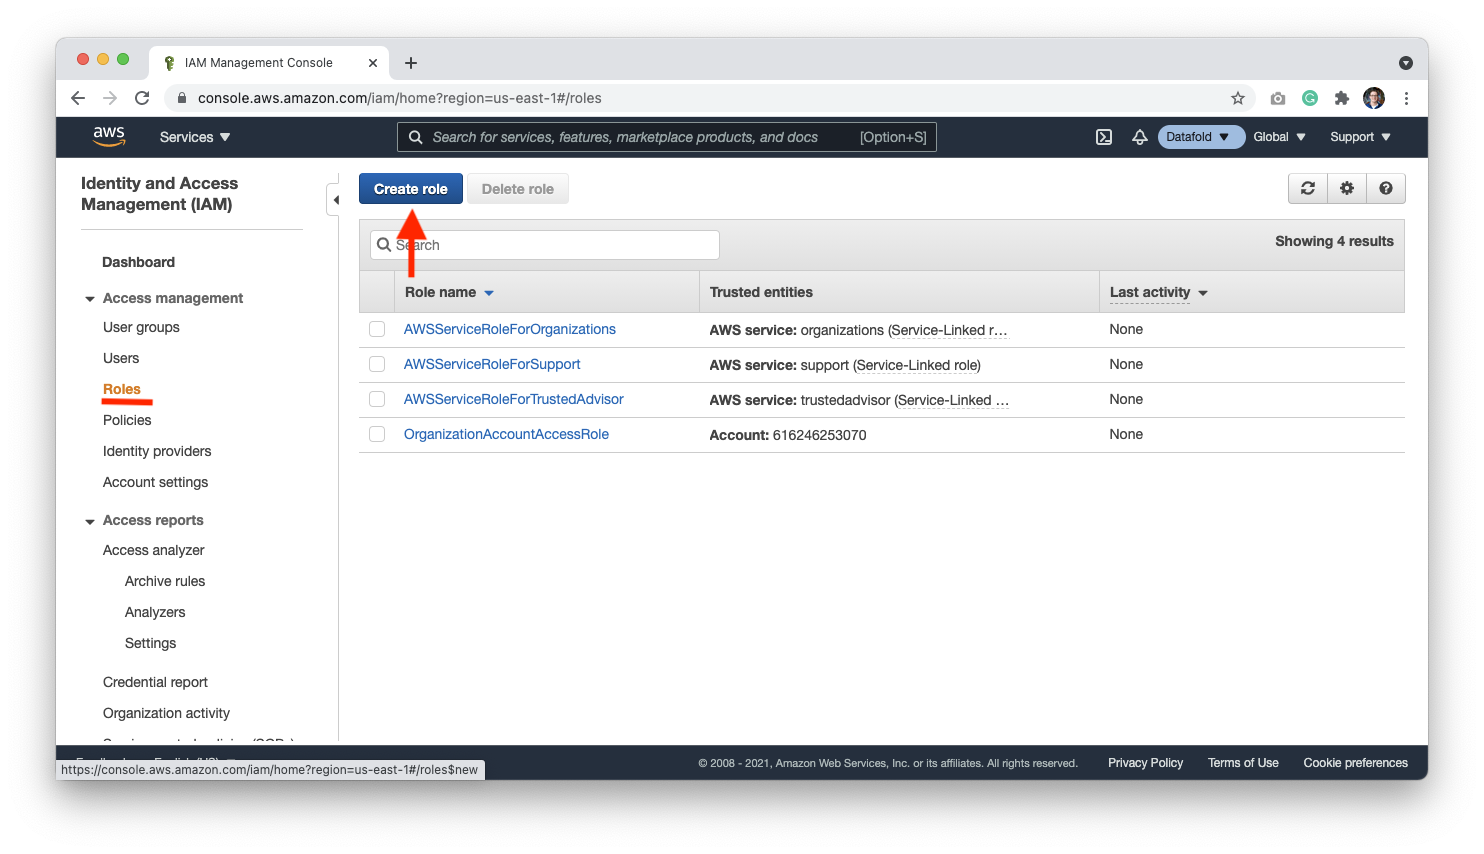 IAM Management Console
console.aws.amazon.com/iam/home?region=us-east-1#/roles
aws
Services
Search for services, features, marketplace products, and docs [Option+S]
Datafold
Global
Support
Identity and Access
Management (IAM)
Dashboard
Access management
User groups
Users
Roles
Policies
Identity providers
Account settings
Access reports
Access analyzer
Archive rules
Analyzers
Settings
Credential report
Organization activity
Create role
Delete role
Search
Showing 4 results
Role name Trusted entities Last activity
AWSServiceRoleForOrganizations AWS service: organizations (Service-Linked r… None
AWSServiceRoleForSupport AWS service: support (Service-Linked role) None
AWSServiceRoleForTrustedAdvisor AWS service: trustedadvisor (Service-Linked … None
OrganizationAccountAccessRole Account: 616246253070 None
https://console.aws.amazon.com/iam/home?region=us-east-1#/roles$new
© 2008 - 2021, Amazon Web Services, Inc. or its affiliates. All rights reserved. Privacy Policy Terms of Use Cookie preferences